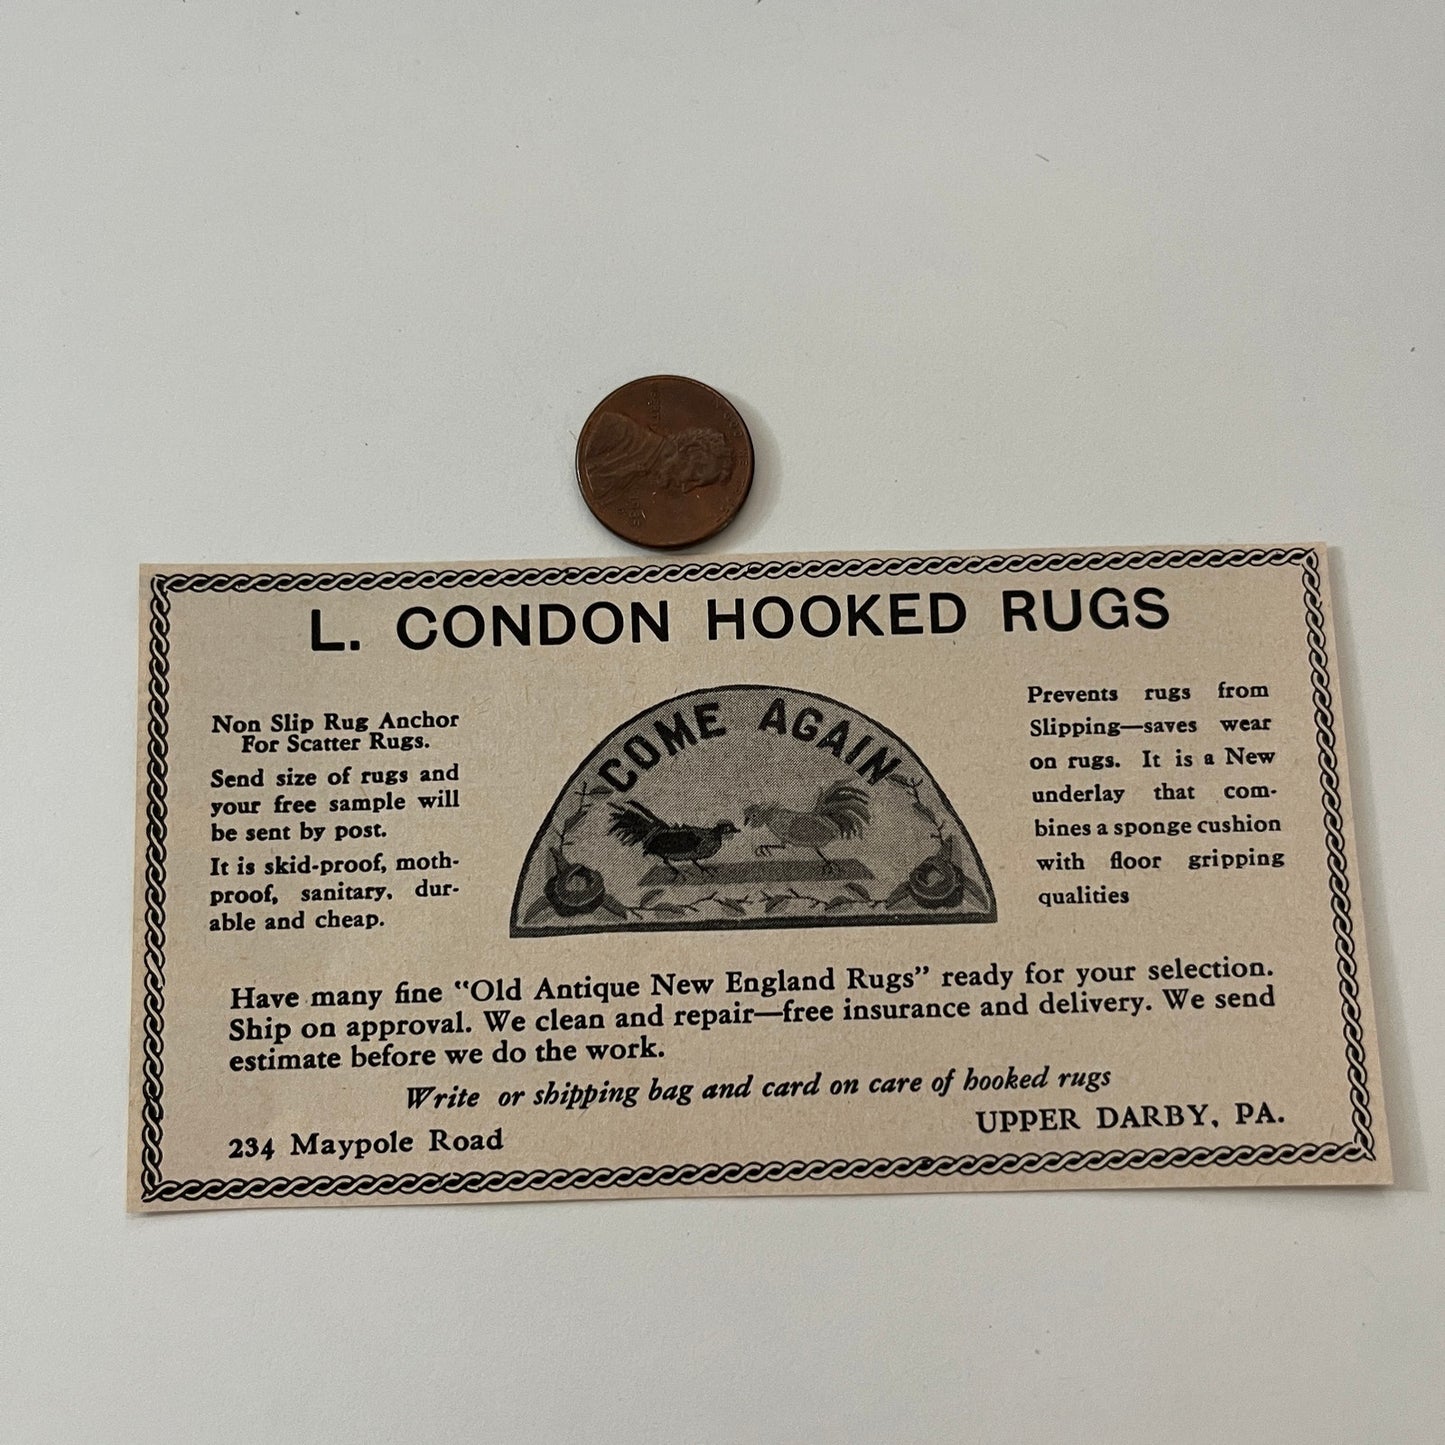 L. CONDON HOOKED RUGS
Non Slip Rug Anchor
For Scatter Rugs.
Send size of rugs and
your free sample will
be sent by post.
It is skid-proof, moth-
proof, sanitary, dur-
able and cheap.
COME AGAIN
Prevents rugs from
Slipping—saves wear
on rugs. It is a New
underlay that com-
bines a sponge cushion
with floor gripping
qualities
Have many fine "Old Antique New England Rugs" ready for your selection.
Ship on approval. We clean and repair—free insurance and delivery. We send
estimate before we do the work.
Write or shipping bag and card on care of hooked rugs
234 Maypole Road
UPPER DARBY, PA.